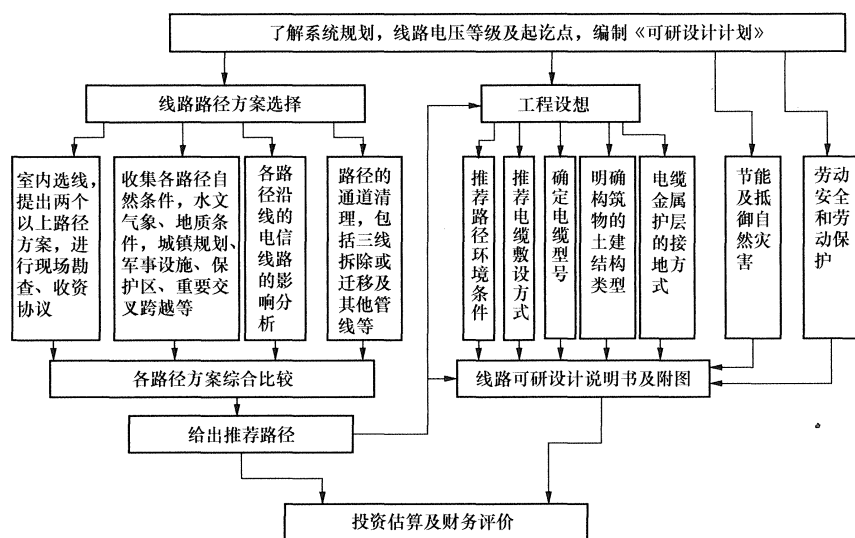 了解系统规划，线路电压等级及起讫点，编制《可研设计计划》
线路路径方案选择
工程设想
室内选线，
提出两个
以上路径
方案，进
行现场勘
查、收资
协议
收集各路径自
然条件，水文
气象、地质条
件，城镇规划、
军事设施、保
护区、重要交
叉跨越等
各路
径沿
线的
电信
线路
的影
响分
析
路径的
通道清
理，包
括三线
拆除或
迁移及
其他管
线等
推荐路径环境条件
推荐电缆敷设方式
确定电缆型号
明确
构筑
物的
土建
结构
类型
电缆
金属
护层
的接
地方
式
节能
及抵
御自
然灾
害
劳动
安全
和劳
动保
护
各路径方案综合比较
线路可研设计说明书及附图
给出推荐路径
投资估算及财务评价